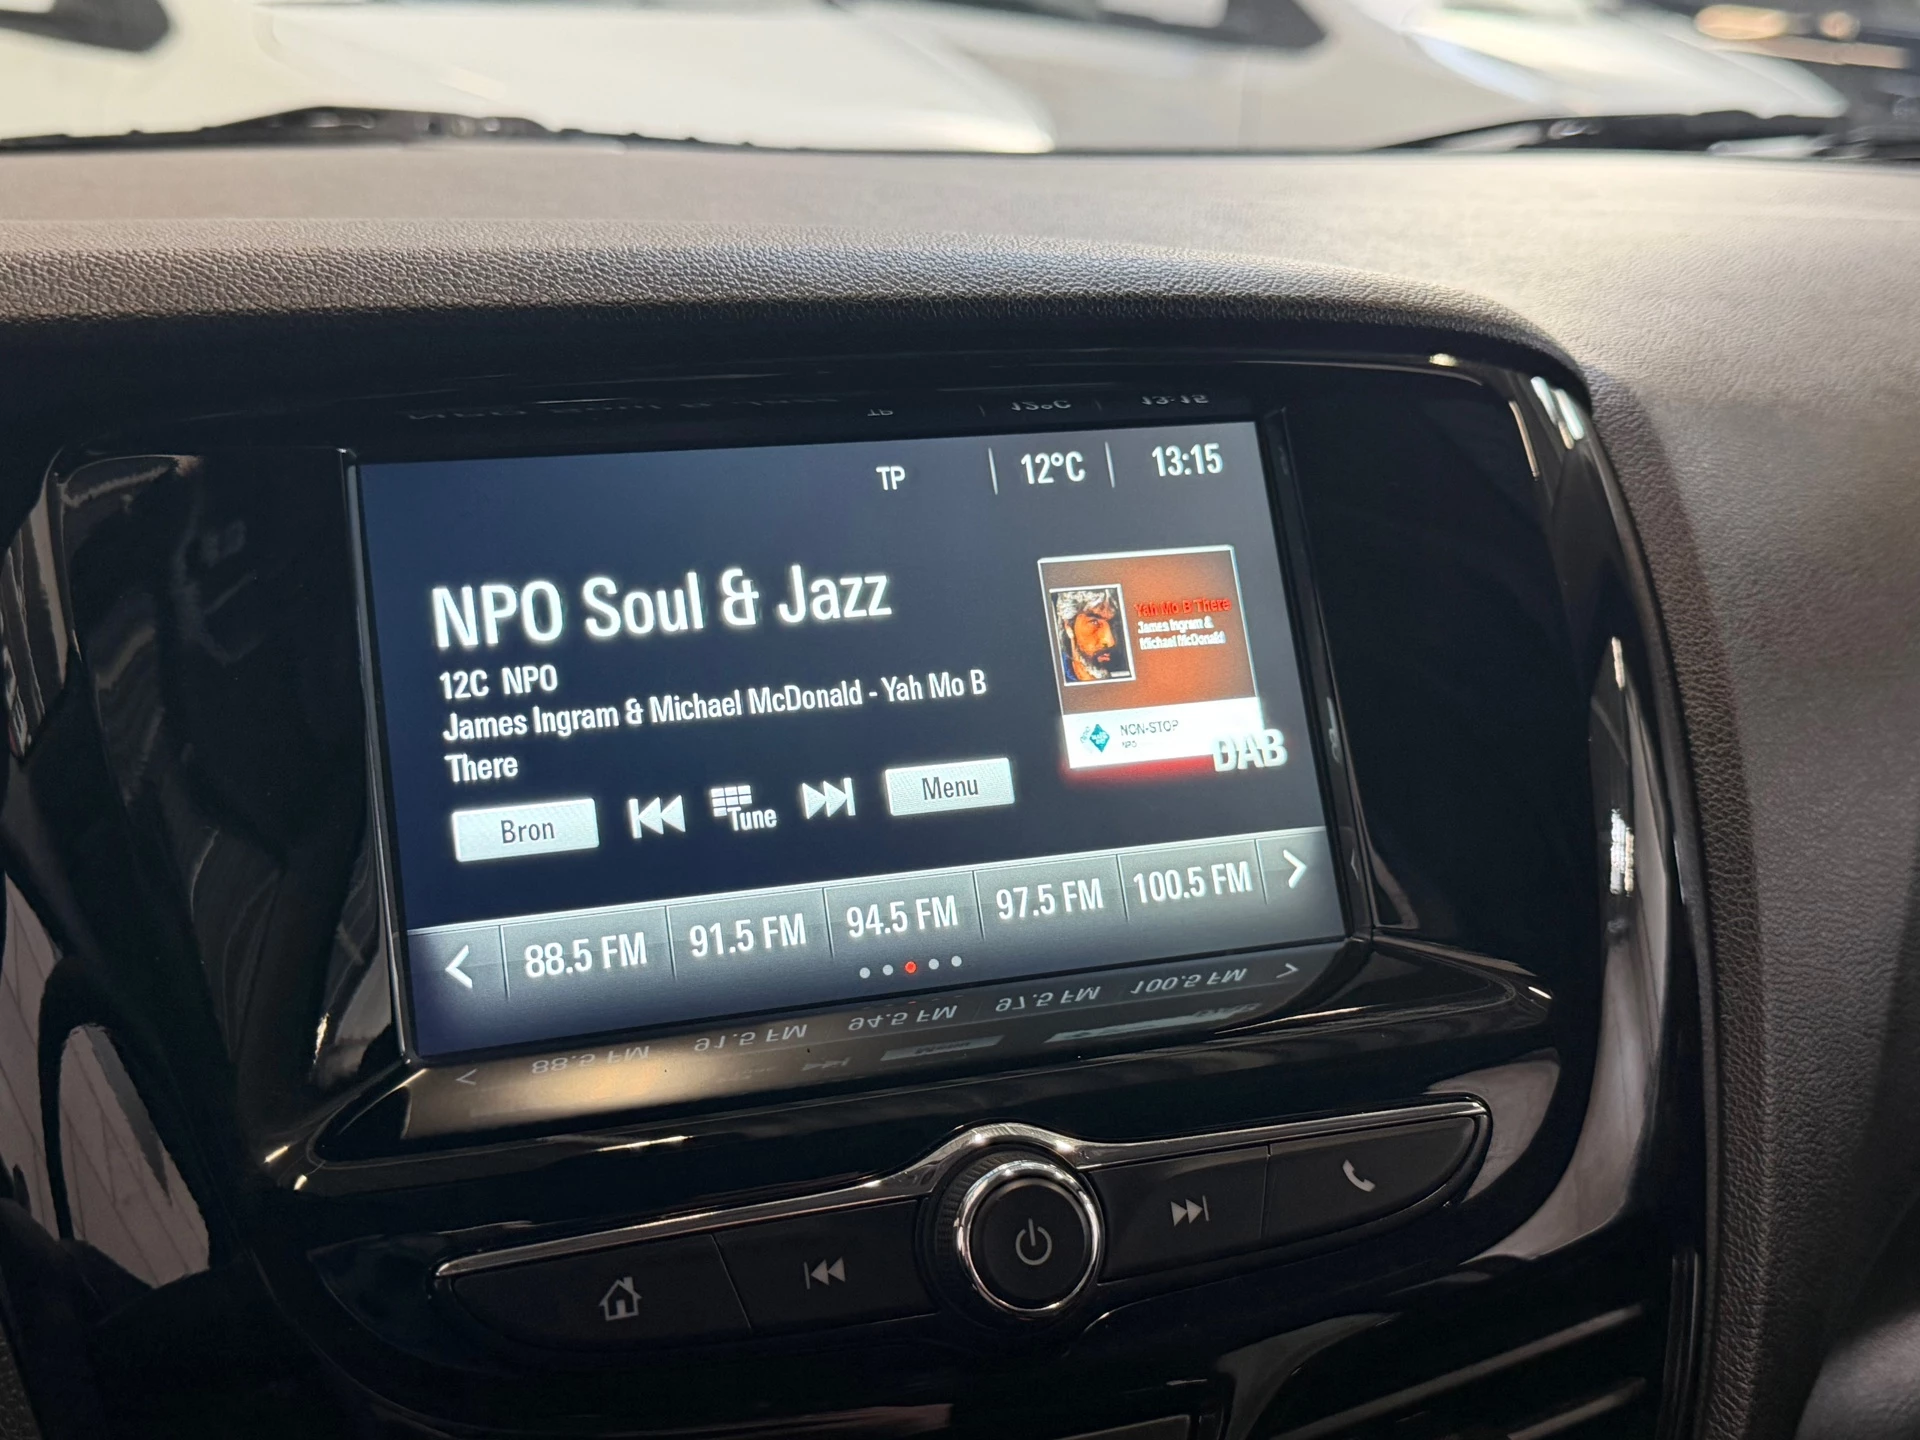 TP 12°C 13:15
NPO Soul & Jazz
12C NPO
James Ingram & Michael McDonald - Yah Mo B
There
Yah Mo B There
James Ingram &
Michael McDonald
NON-STOP
NPO
DAB
Bron Tune Menu
88.5 FM 91.5 FM 94.5 FM 97.5 FM 100.5 FM